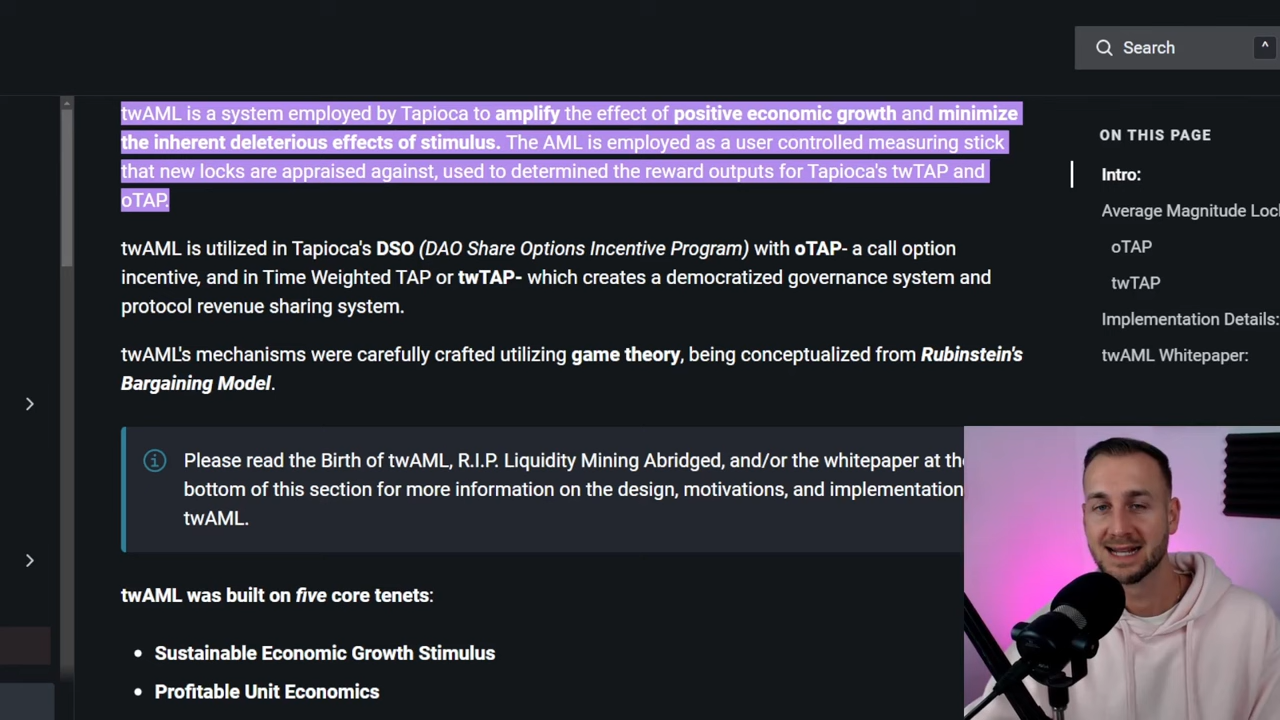 Search
^
twAML is a system employed by Tapioca to amplify the effect of positive economic growth and minimize
the inherent deleterious effects of stimulus. The AML is employed as a user controlled measuring stick
that new locks are appraised against, used to determined the reward outputs for Tapioca's twTAP and
oTAP.
twAML is utilized in Tapioca's DSO (DAO Share Options Incentive Program) with oTAP- a call option
incentive, and in Time Weighted TAP or twTAP- which creates a democratized governance system and
protocol revenue sharing system.
twAML's mechanisms were carefully crafted utilizing game theory, being conceptualized from Rubinstein's
Bargaining Model.
Please read the Birth of twAML, R.I.P. Liquidity Mining Abridged, and/or the whitepaper at the
bottom of this section for more information on the design, motivations, and implementation
twAML.
twAML was built on five core tenets:
• Sustainable Economic Growth Stimulus
• Profitable Unit Economics
ON THIS PAGE
Intro:
Average Magnitude Loc
oTAP
twTAP
Implementation Details:
twAML Whitepaper: